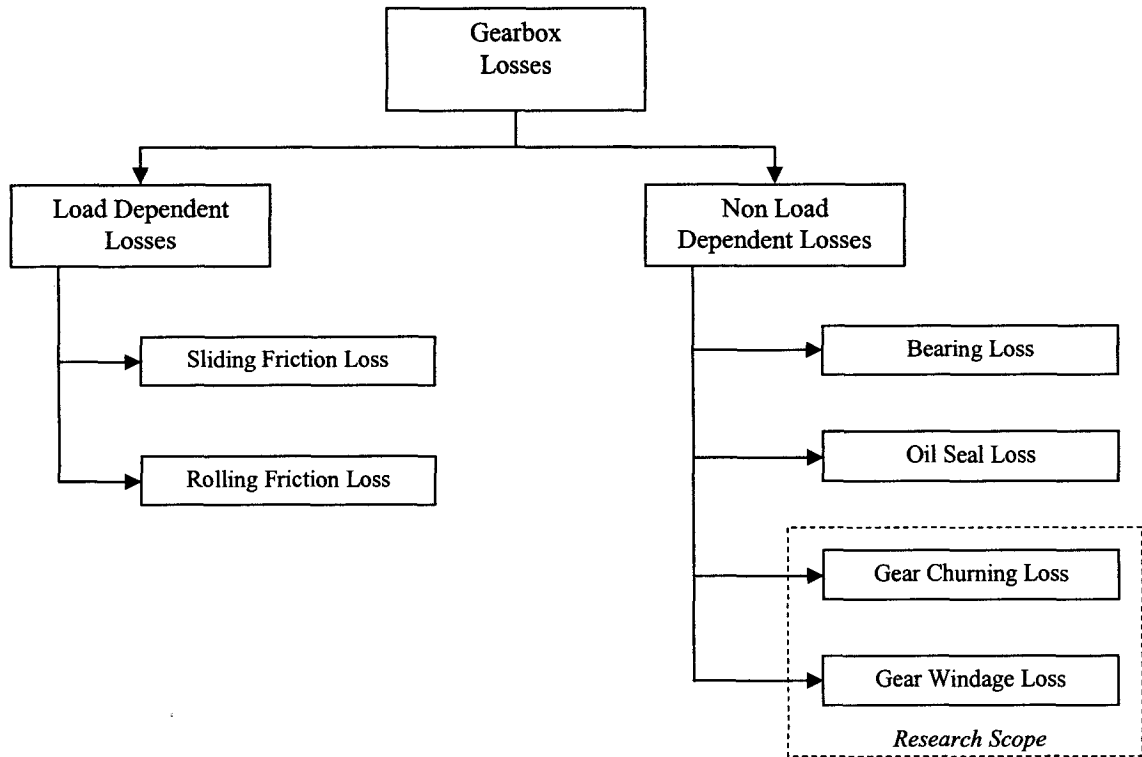 Gearbox
Losses
Load Dependent
Losses
Non Load
Dependent Losses
Sliding Friction Loss
Rolling Friction Loss
Bearing Loss
Oil Seal Loss
Gear Churning Loss
Gear Windage Loss
Research Scope